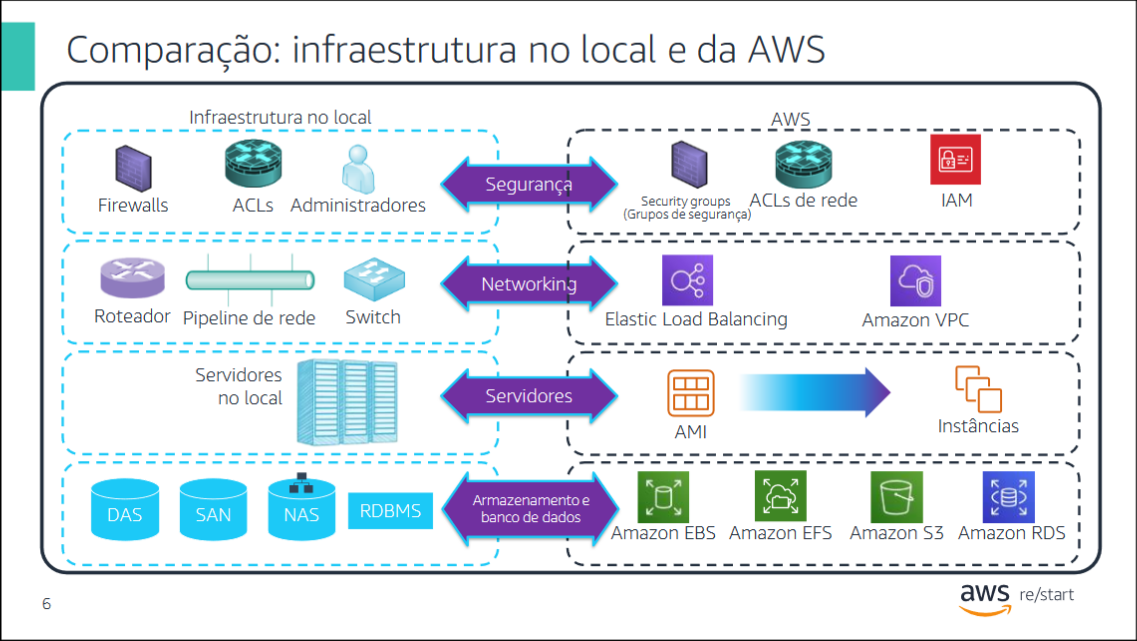 Comparação: infraestrutura no local e da AWS
Infraestrutura no local
AWS
Firewalls
ACLs
Administradores
Segurança
Security groups
(Grupos de segurança)
ACLs de rede
IAM
Roteador
Pipeline de rede
Switch
Networking
Elastic Load Balancing
Amazon VPC
Servidores
no local
Servidores
AMI
Instâncias
DAS
SAN
NAS
RDBMS
Armazenamento e
banco de dados
Amazon EBS
Amazon EFS
Amazon S3
Amazon RDS
6
aws re/start